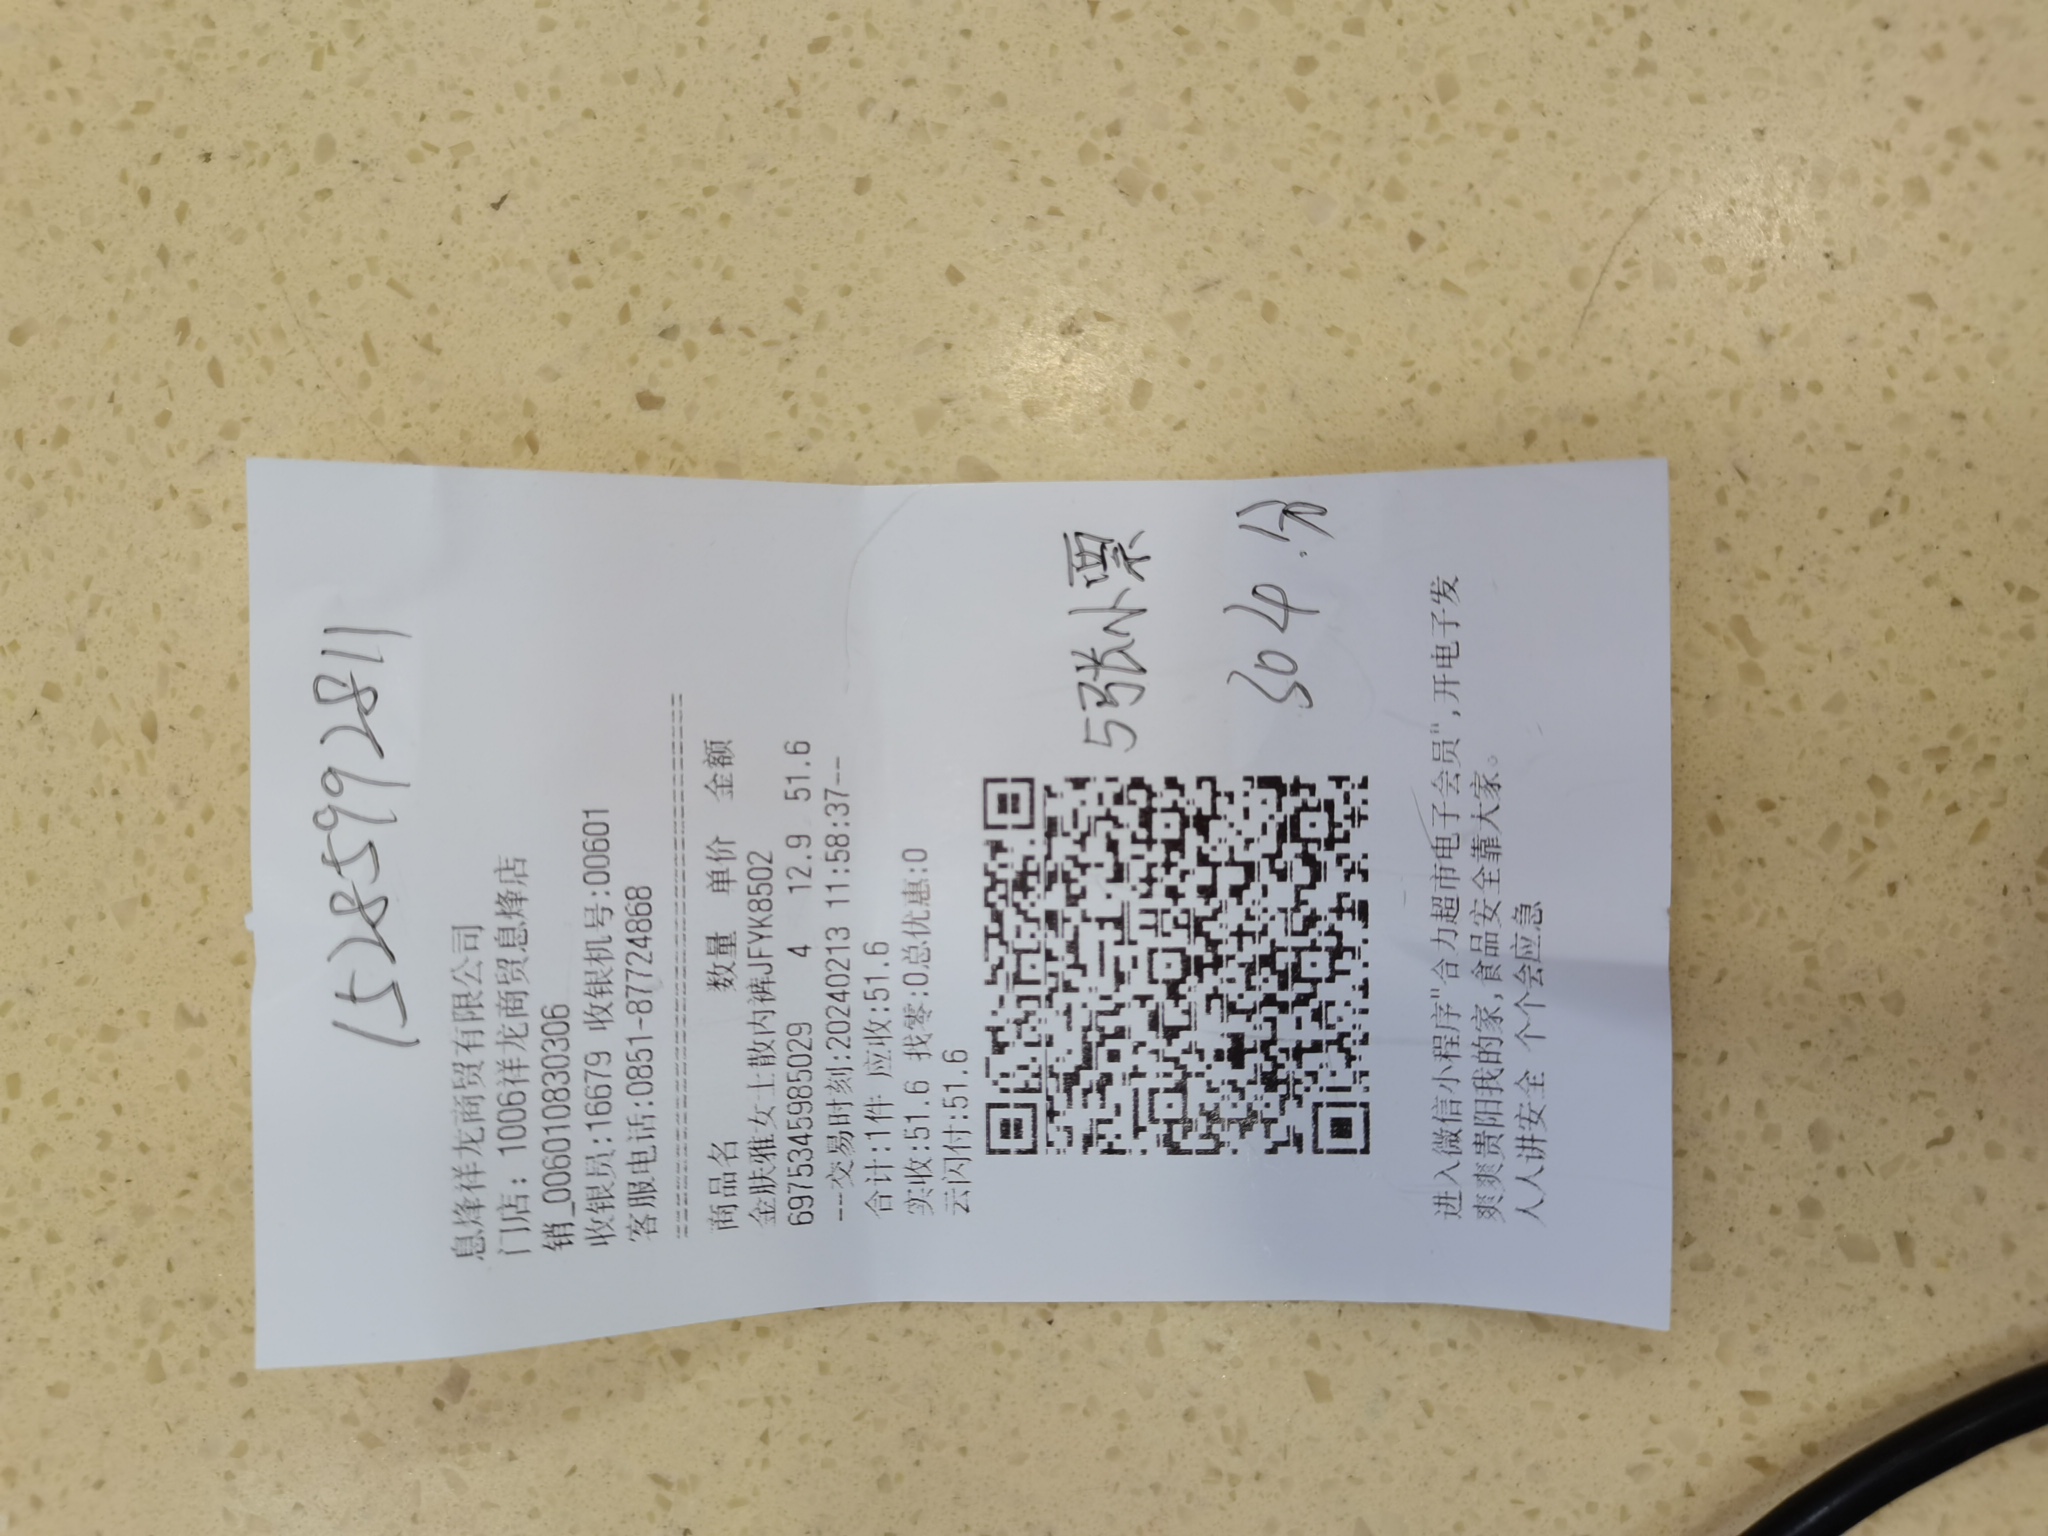 15285992811
息烽祥龙商贸有限公司
门店: 1006祥龙商贸息烽店
销_006010830306
收银员:16679 收银机号:00601
客服电话:0851-87724868
商品名 数量 单价 金额
金肤雅女士散内裤JFYK8502
6975345985029 4 12.9 51.6
---交易时刻:20240213 11:58:37--
合计:1件 应收:51.6
实收:51.6 找零:0总优惠:0
云闪付:51.6
5张小票
304.分
进入微信小程序"合力超市电子会员",开电子发
爽爽贵阳我的家,食品安全靠大家。
人人讲安全 个个会应急